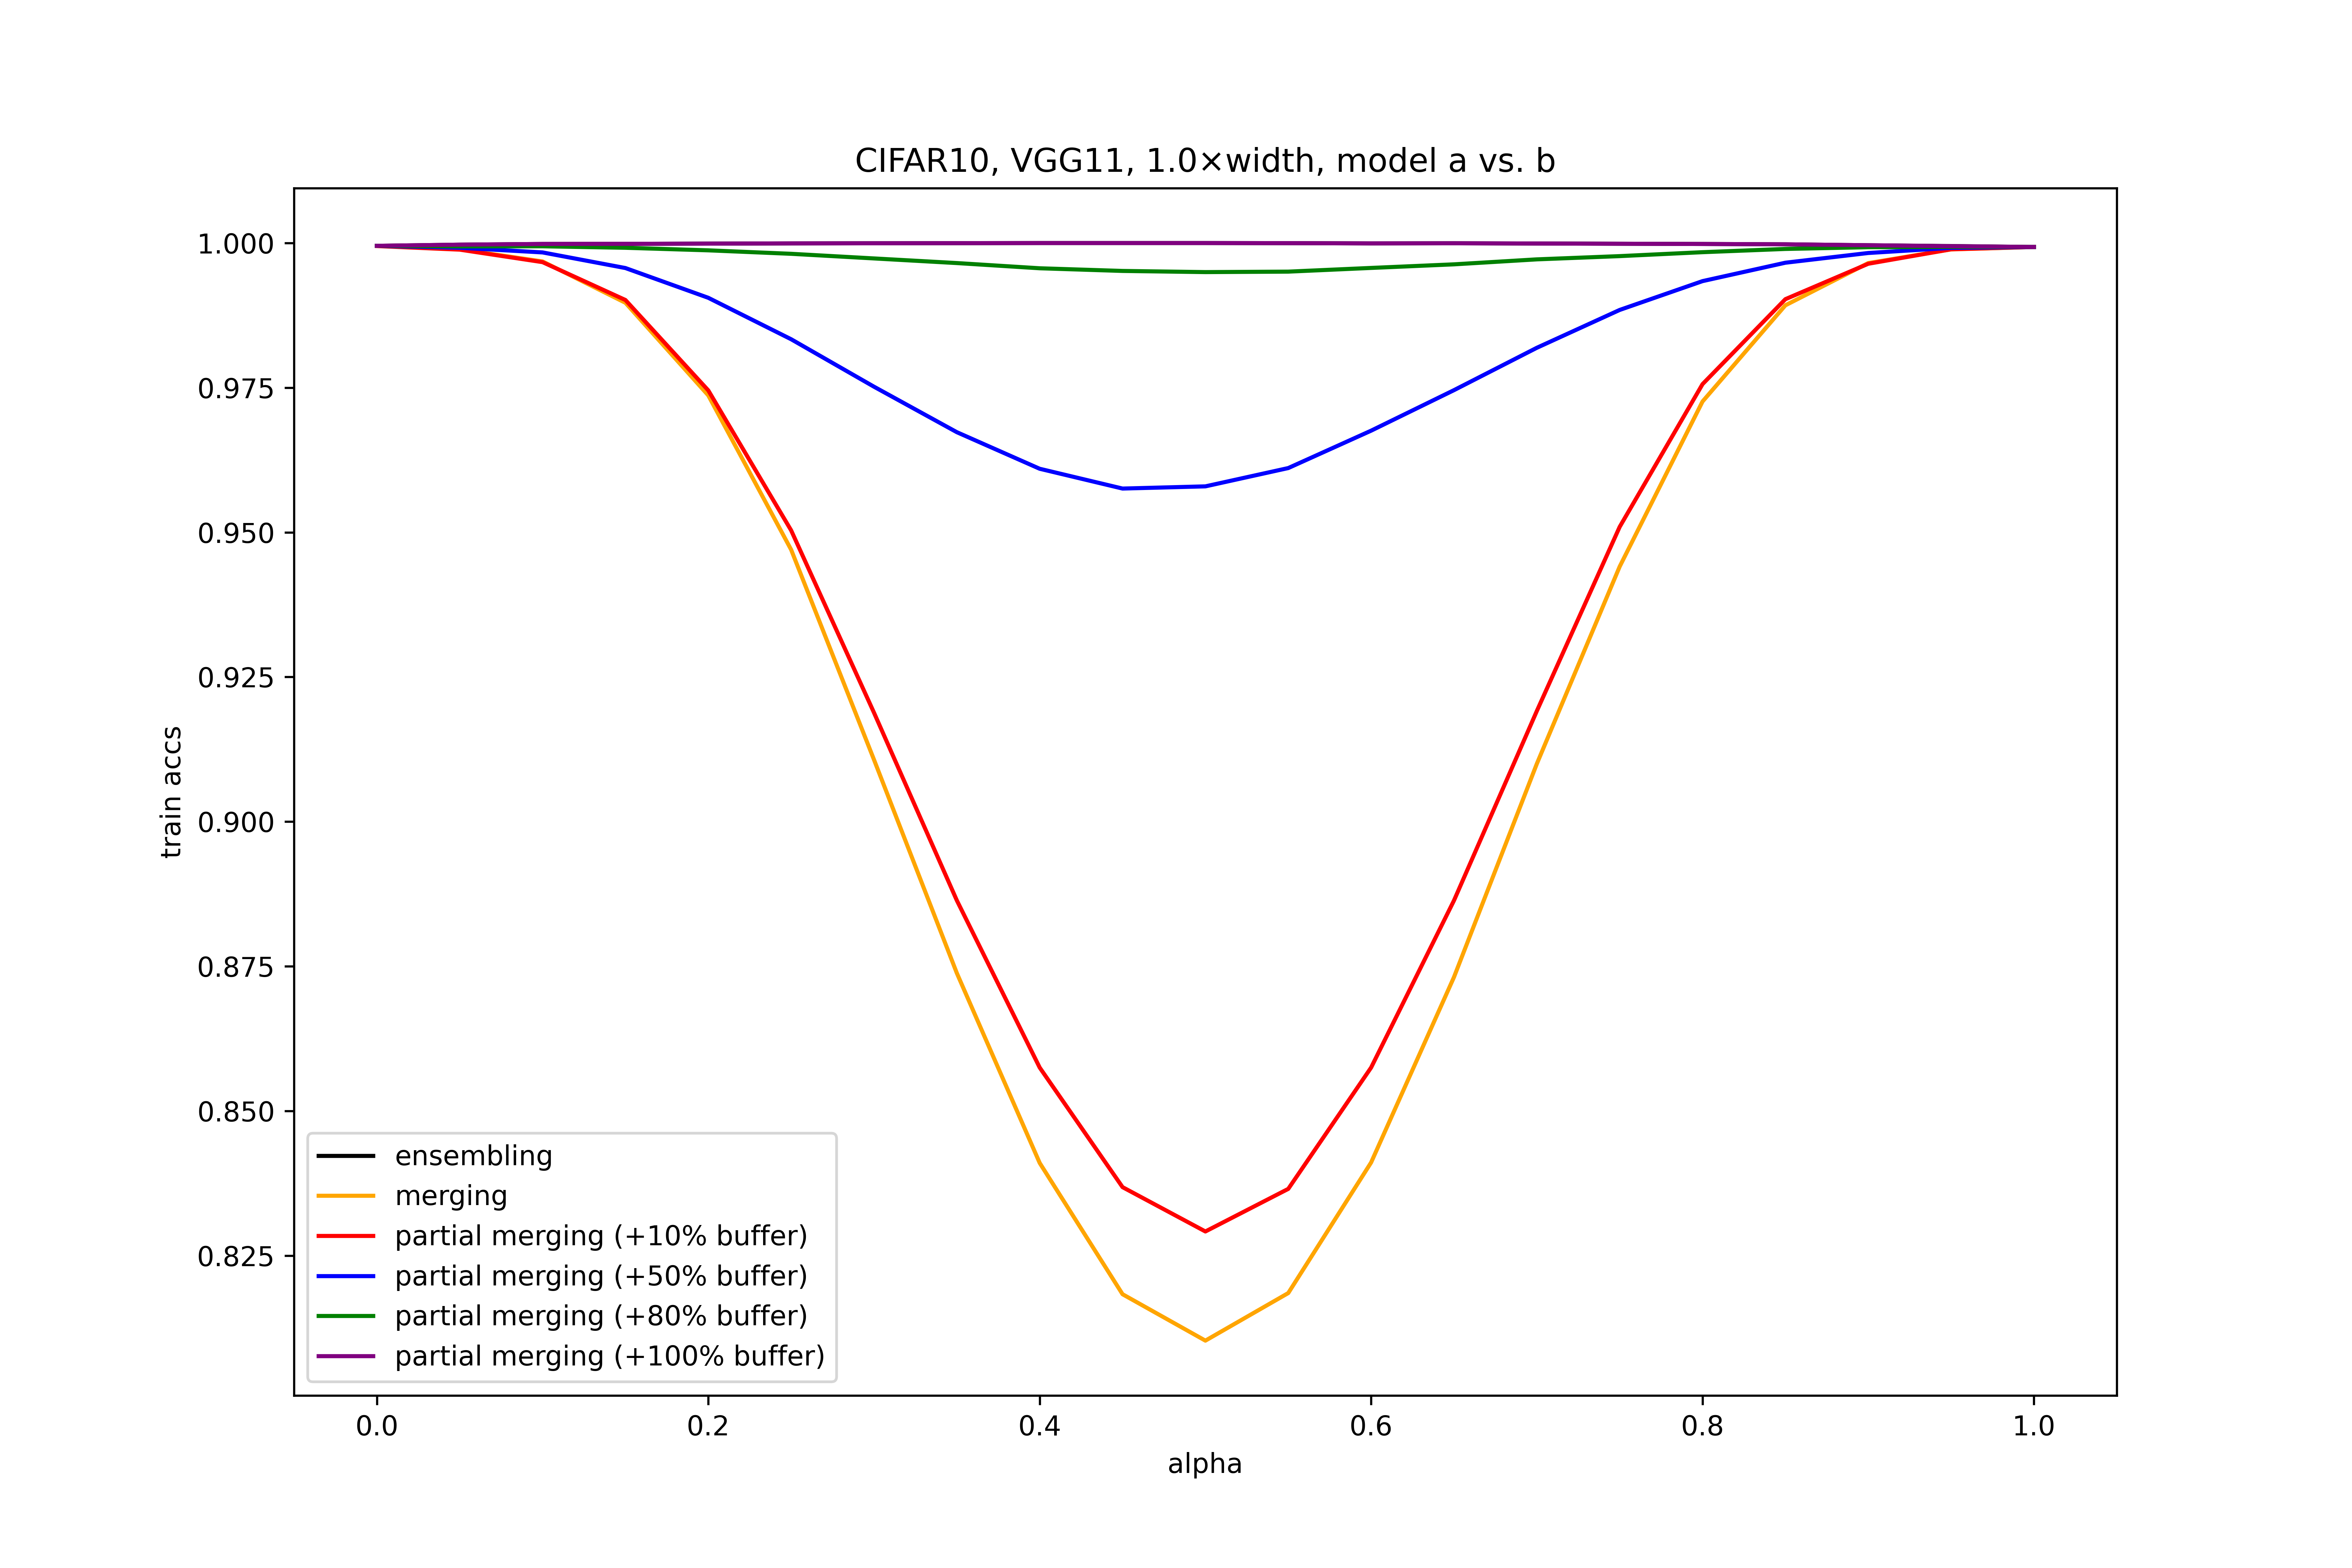 CIFAR10, VGG11, 1.0×width, model a vs. b
1.000
0.975
0.950
0.925
0.900
0.875
0.850
0.825
train accs
ensembling
merging
partial merging (+10% buffer)
partial merging (+50% buffer)
partial merging (+80% buffer)
partial merging (+100% buffer)
0.0 0.2 0.4 0.6 0.8 1.0
alpha